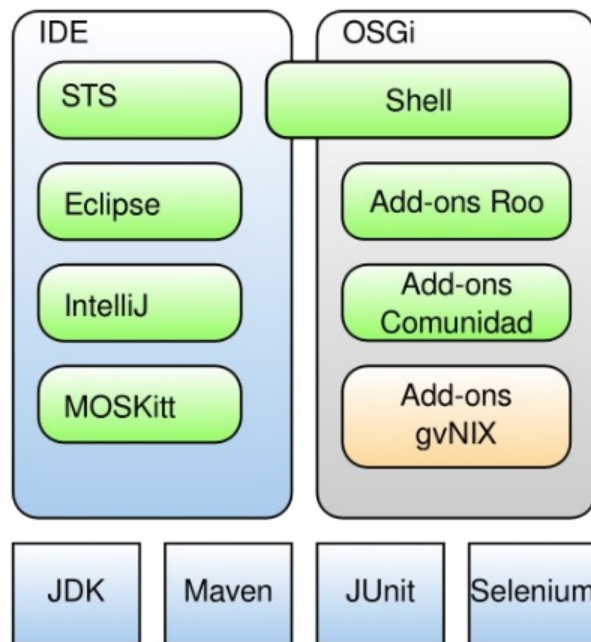 IDE
STS
Eclipse
IntelliJ
MOSKitt
OSGi
Shell
Add-ons Roo
Add-ons
Comunidad
Add-ons
gvNIX
JDK
Maven
JUnit
Selenium